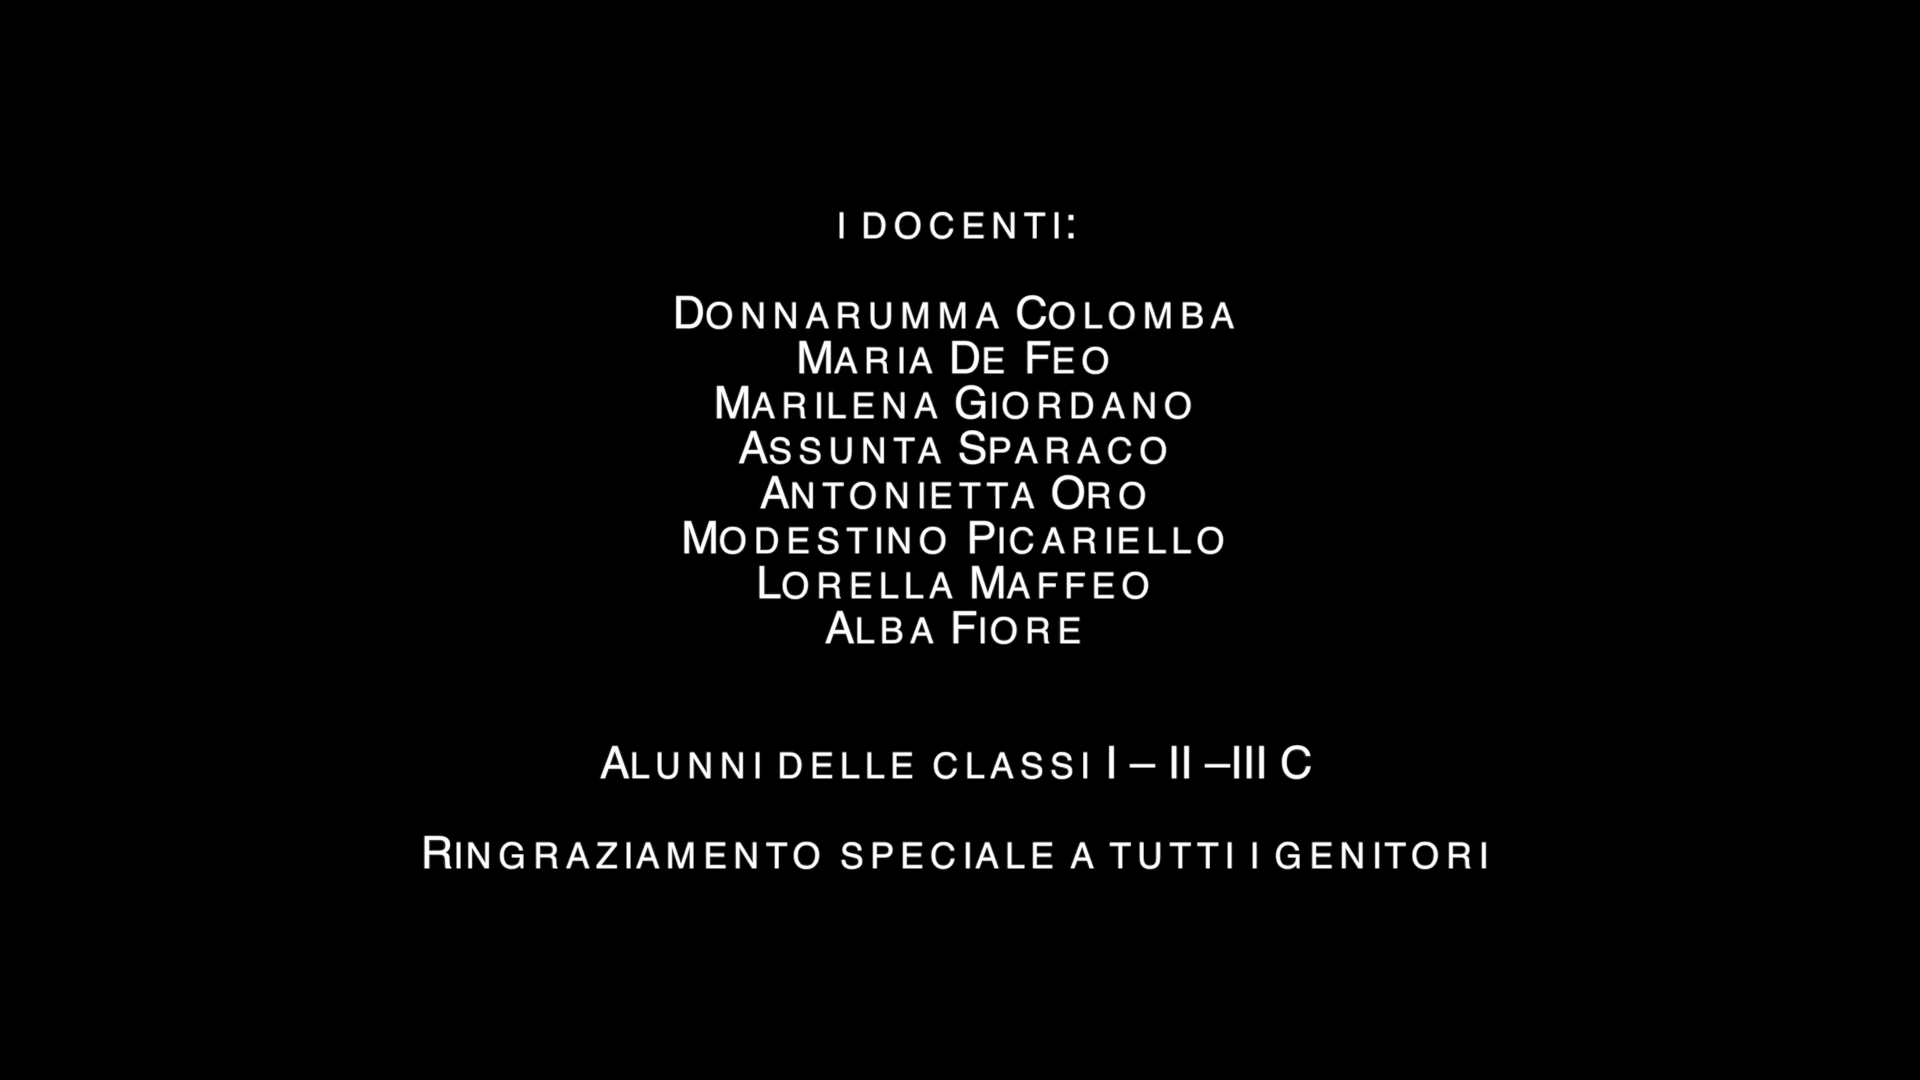 I DOCENTI:
DONNARUMMA COLOMBA
MARIA DE FEO
MARILENA GIORDANO
ASSUNTA SPARACO
ANTONIETTA ORO
MODESTINO PICARIELLO
LORELLA MAFFEO
ALBA FIORE
ALUNNI DELLE CLASSI I – II –III C
RINGRAZIAMENTO SPECIALE A TUTTI I GENITORI